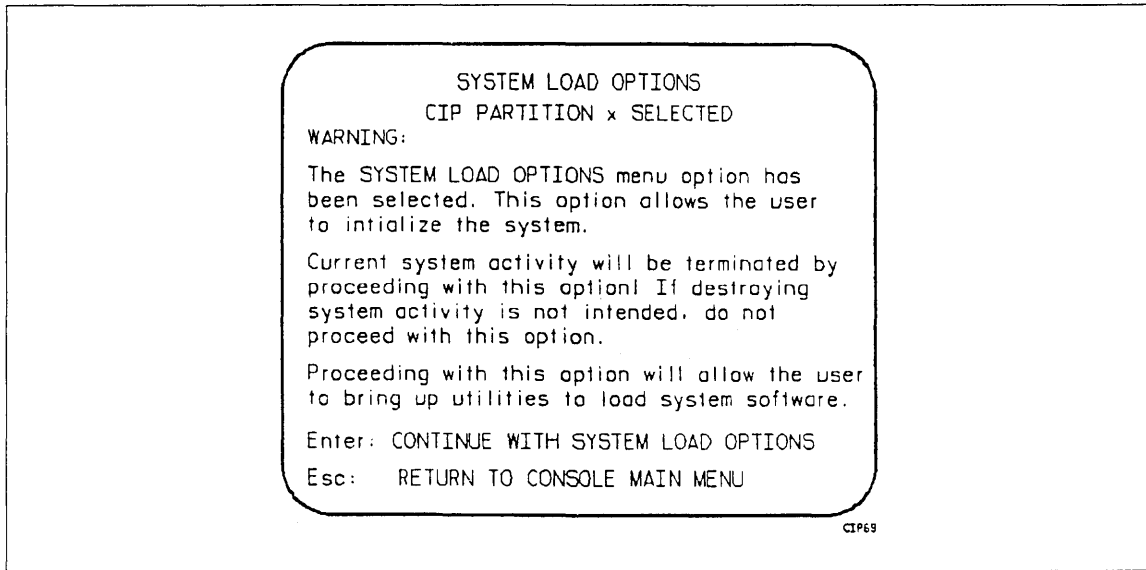 SYSTEM LOAD OPTIONS
CIP PARTITION x SELECTED
WARNING:
The SYSTEM LOAD OPTIONS menu option has
been selected. This option allows the user
to intialize the system.
Current system activity will be terminated by
proceeding with this option! If destroying
system activity is not intended, do not
proceed with this option.
Proceeding with this option will allow the user
to bring up utilities to load system software.
Enter: CONTINUE WITH SYSTEM LOAD OPTIONS
Esc: RETURN TO CONSOLE MAIN MENU
CIP69